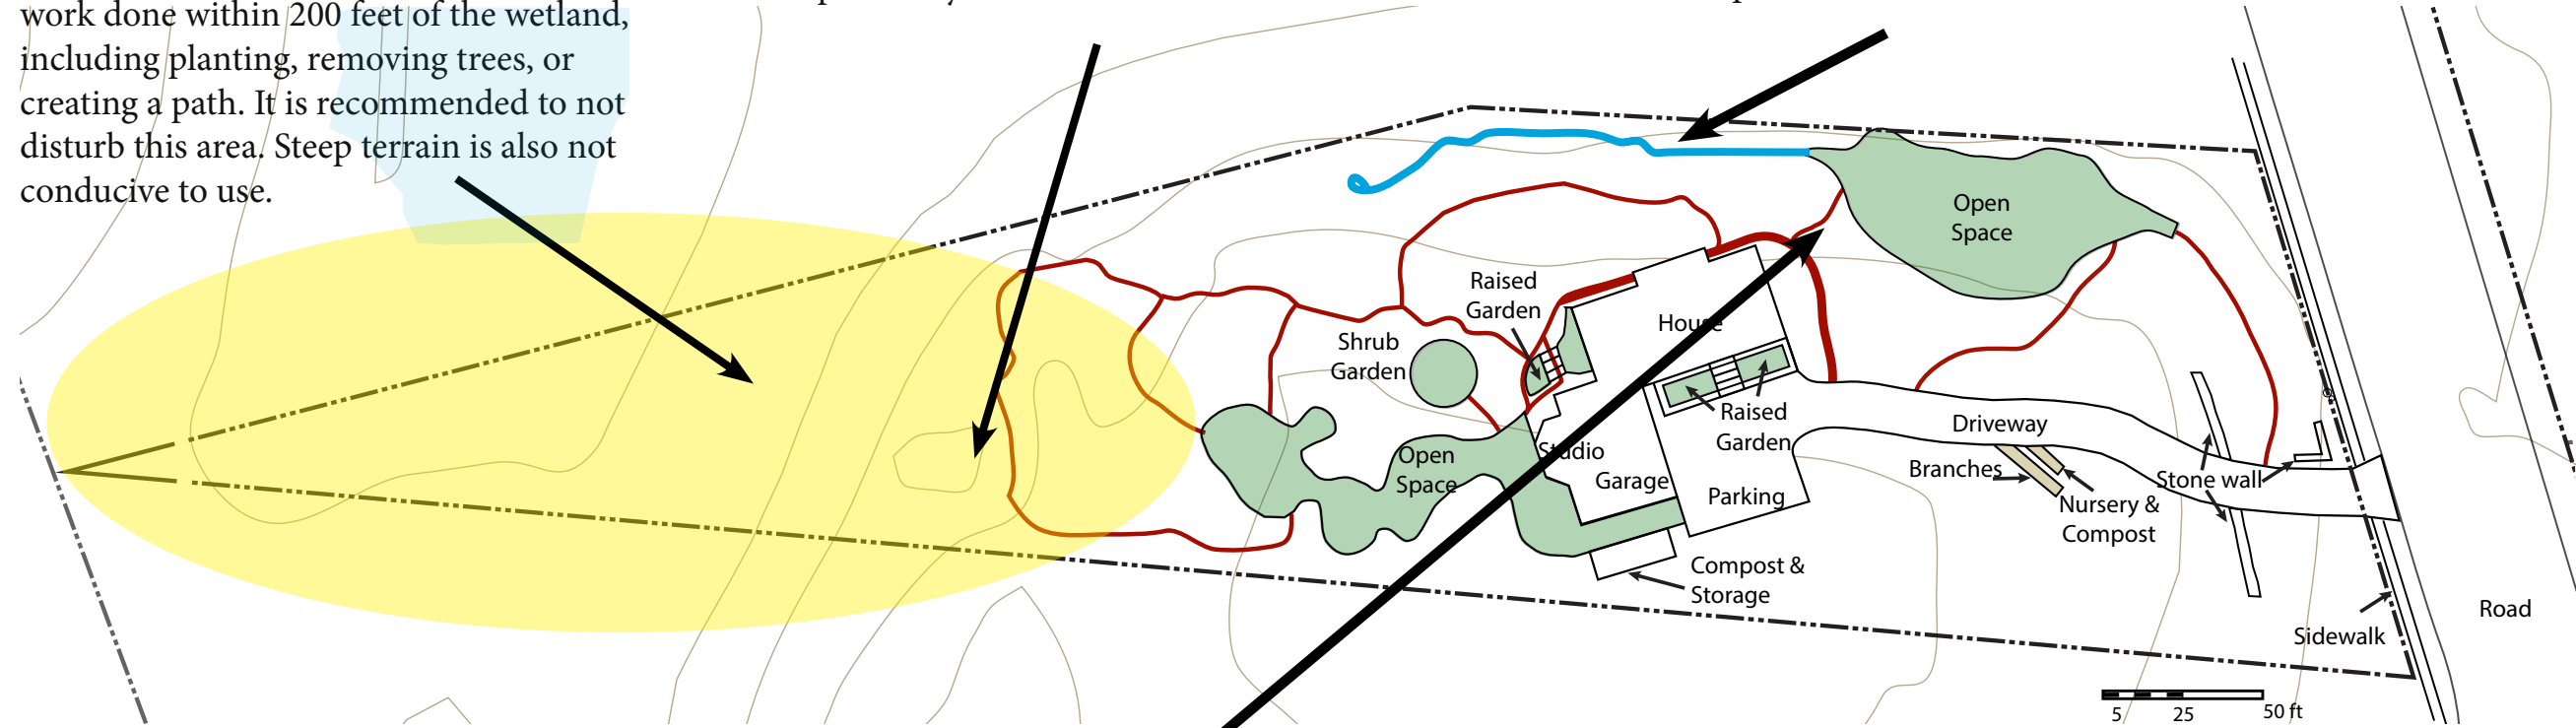 work done within 200 feet of the wetland,
including planting, removing trees, or
creating a path. It is recommended to not
disturb this area. Steep terrain is also not
conducive to use.
Open
Space
Raised
Garden
House
Shrub
Garden
Raised
Garden
Driveway
Studio
Open
Space
Garage
Parking
Branches
Stone wall
Nursery &
Compost
Compost &
Storage
Road
Sidewalk
5 25 50 ft